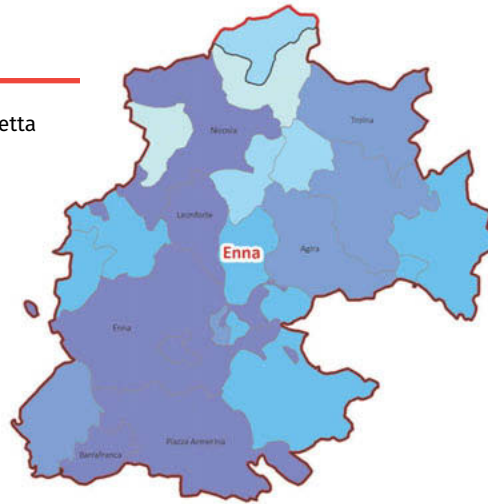 etta
Nicosia
Troina
Leonforte
Enna
Agira
Enna
Piazza Armerina
Barrafranca